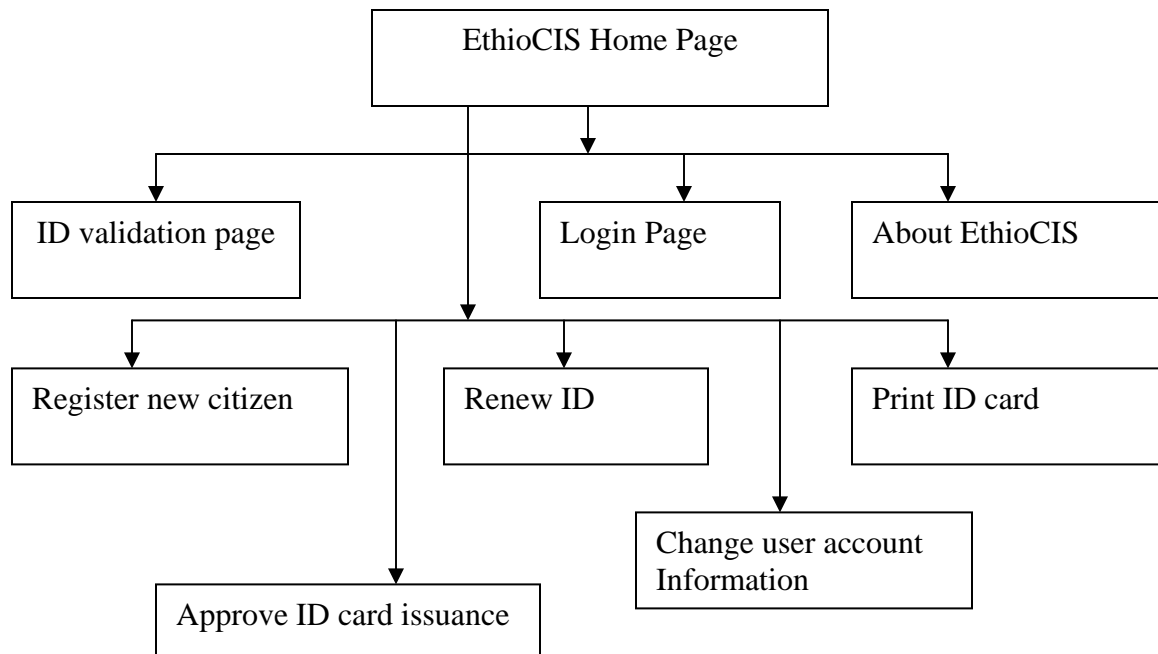 EthioCIS Home Page
ID validation page
Login Page
About EthioCIS
Register new citizen
Renew ID
Print ID card
Change user account
Information
Approve ID card issuance